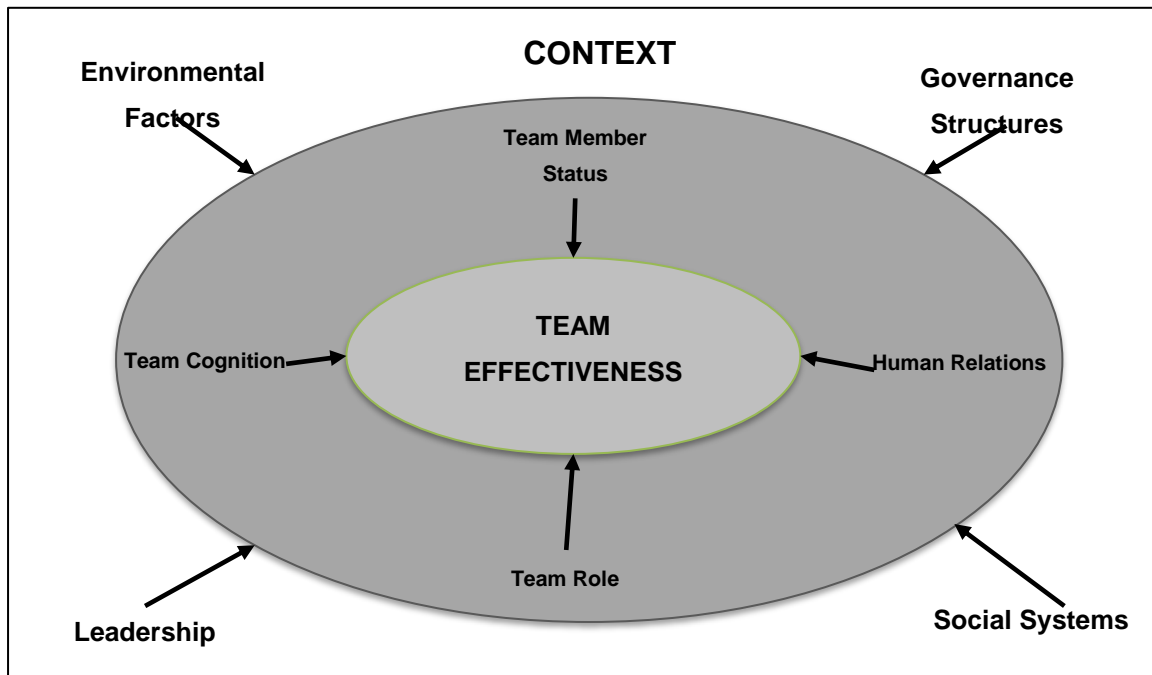 CONTEXT
Environmental
Factors
Governance
Structures
Team Member
Status
TEAM
EFFECTIVENESS
Team Cognition
Human Relations
Team Role
Leadership
Social Systems